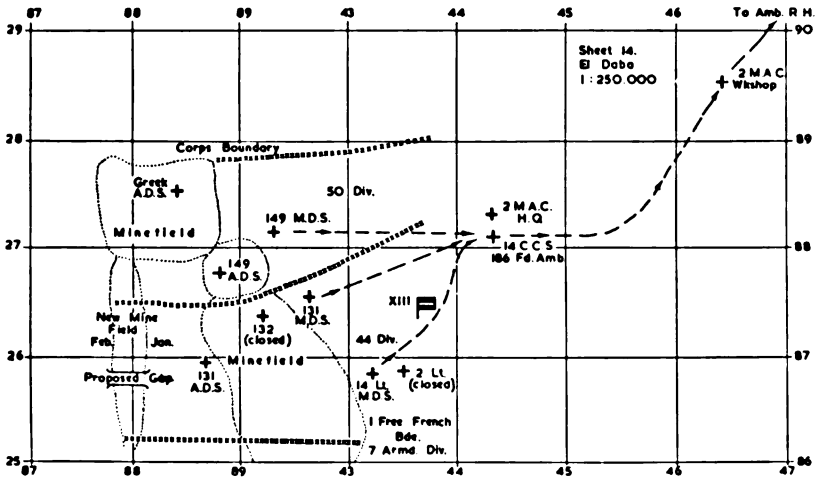 87 88 89 43 44 45 46 To Amb. R.H.
29 90
Sheet 14.
El Daba
1:250.000
2 M.A.C.
Wkshop
28 89
Corps Boundary
Greek
A.D.S.
50 Div.
Minefield
149 M.D.S.
2 M.A.C.
H.Q
27 88
14 C C S
186 Fd. Amb.
149
A.D.S.
XIII
131
M.D.S.
New Mine
Field
Feb. Jan.
132
(closed)
44 Div.
26 87
Minefield
131
A.D.S.
Proposed Gap.
14 Lt.
M.D.S.
2 Lt.
(closed)
1 Free French
Bde.
7 Armd. Div.
25 86
87 88 89 43 44 45 46